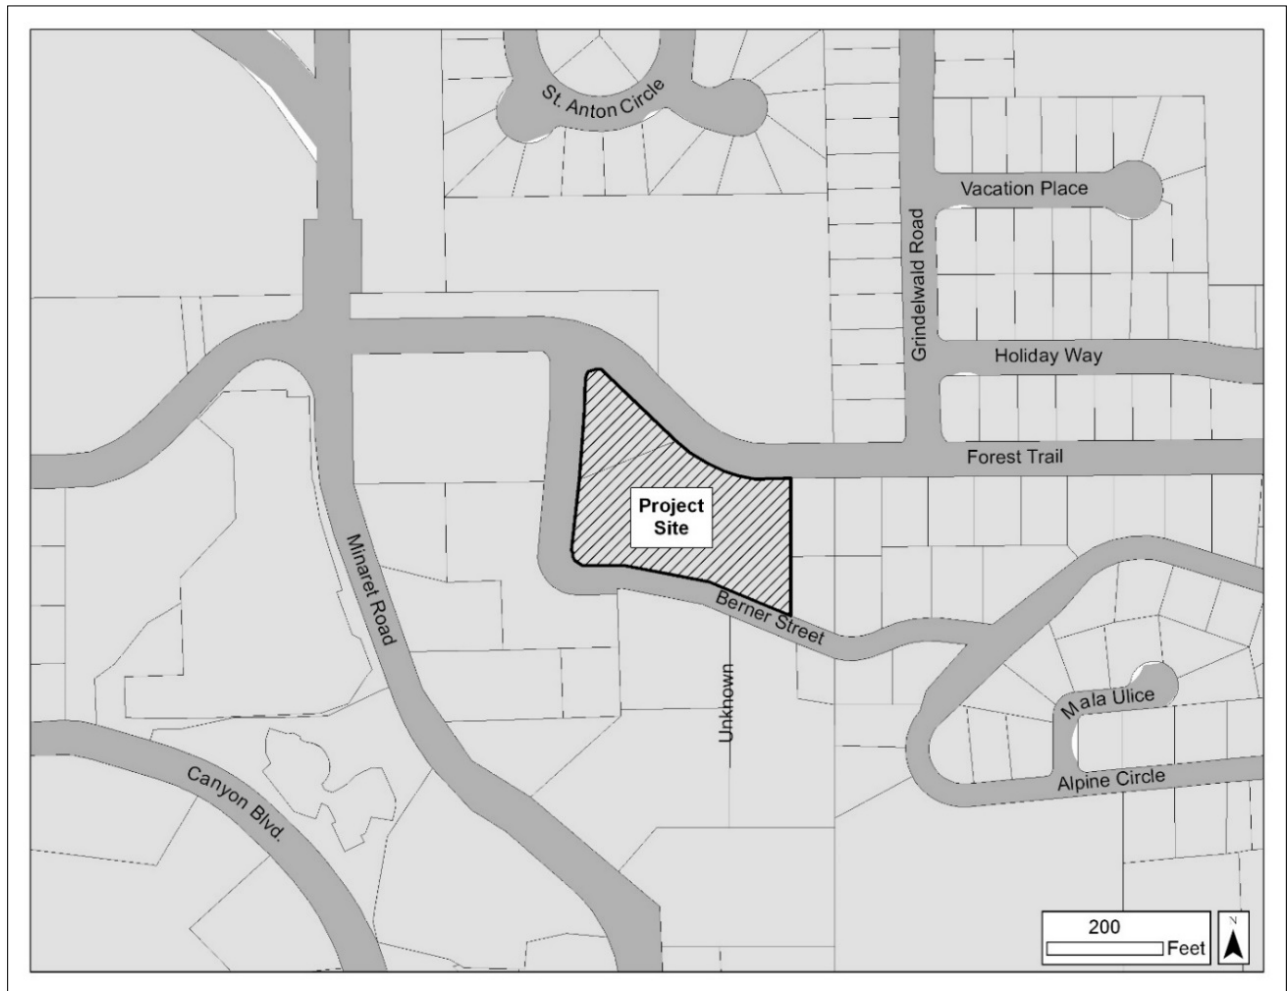 St. Anton Circle
Vacation Place
Grindelwald Road
Holiday Way
Forest Trail
Project
Site
Minaret Road
Berner Street
Unknown
Mala Ulice
Alpine Circle
Canyon Blvd.
200
Feet
N